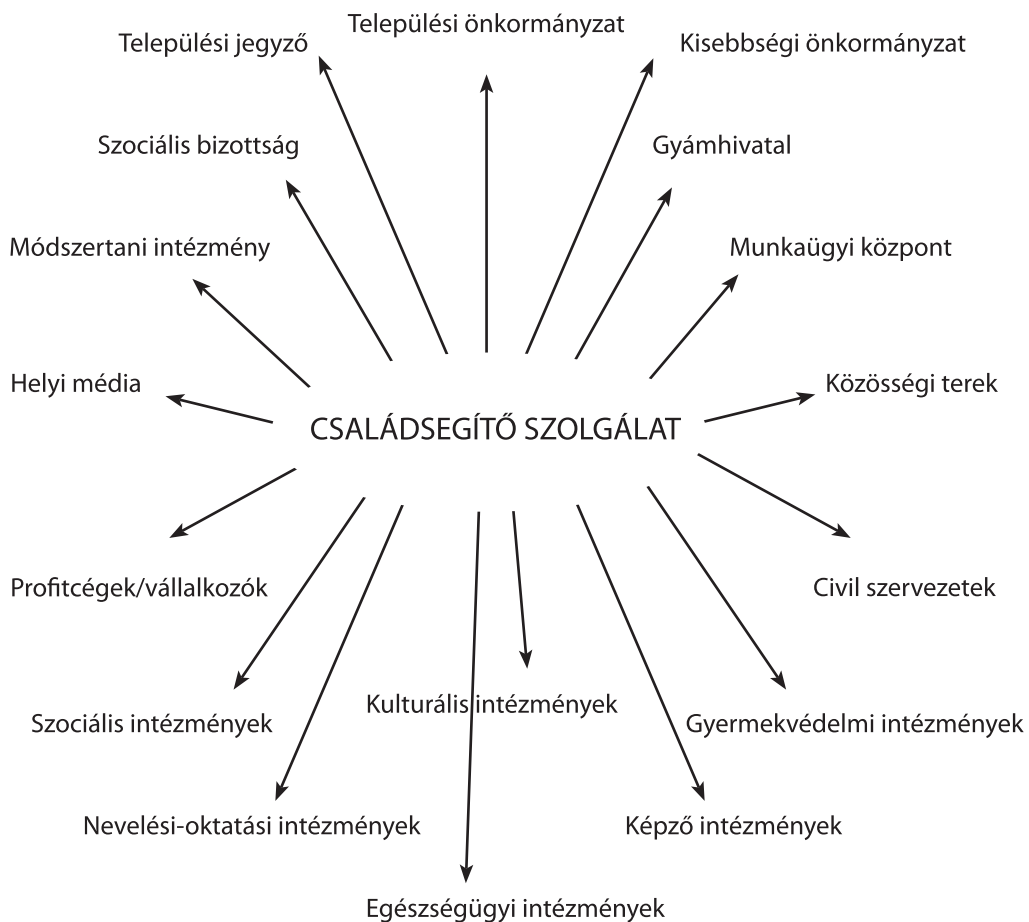 Települési önkormányzat
Települési jegyző
Kisebbségi önkormányzat
Szociális bizottság
Gyámhivatal
Módszertani intézmény
Munkaügyi központ
Helyi média
Közösségi terek
CSALÁDSEGÍTŐ SZOLGÁLAT
Profitcégek/vállalkozók
Civil szervezetek
Kulturális intézmények
Szociális intézmények
Gyermekvédelmi intézmények
Nevelési-oktatási intézmények
Képző intézmények
Egészségügyi intézmények